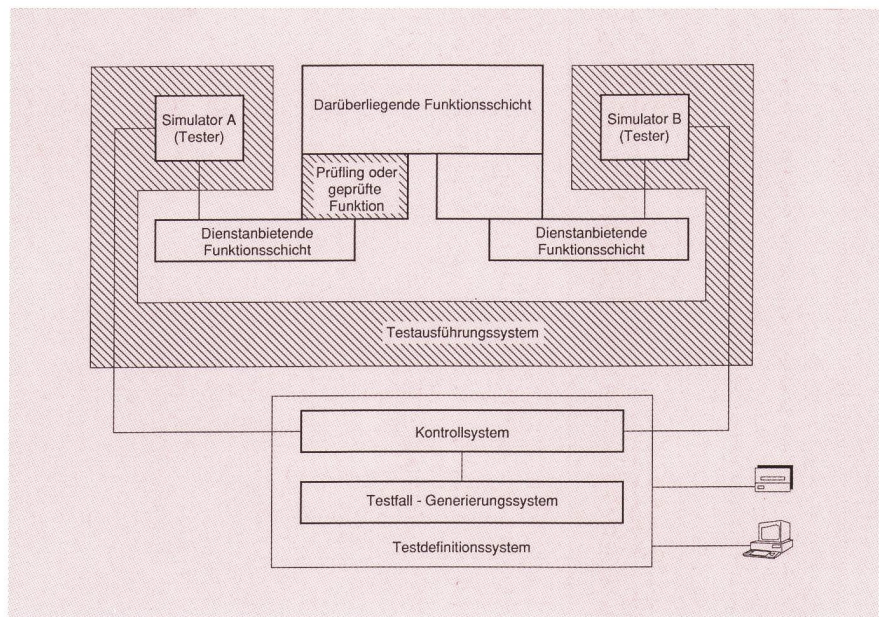 Darüberliegende Funktionsschicht
Simulator A
(Tester)
Simulator B
(Tester)
Prüfling oder
geprüfte
Funktion
Dienstanbietende
Funktionsschicht
Dienstanbietende
Funktionsschicht
Testausführungssystem
Kontrollsystem
Testfall - Generierungssystem
Testdefinitionssystem